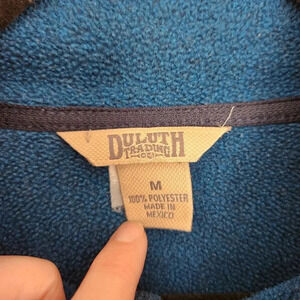 DULUTH
TRADING
CO
M
100% POLYESTER
MADE IN
MEXICO